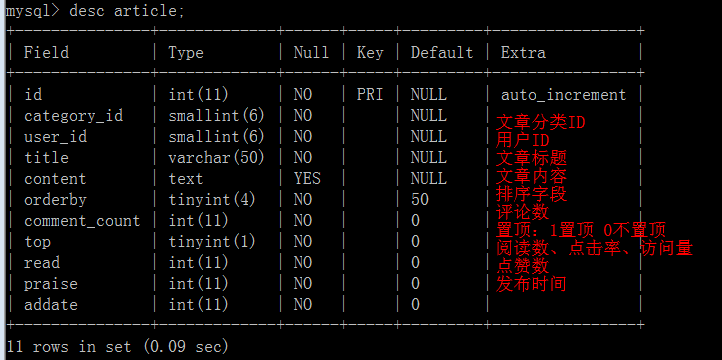 mysql> desc article;
+---------------+-------------+------+-----+---------+----------------+
| Field | Type | Null | Key | Default | Extra |
+---------------+-------------+------+-----+---------+----------------+
| id | int(11) | NO | PRI | NULL | auto_increment |
| category_id | smallint(6) | NO | | NULL | 文章分类ID
| user_id | smallint(6) | NO | | NULL | 用户ID
| title | varchar(50) | NO | | NULL | 文章标题
| content | text | YES | | NULL | 文章内容
| orderby | tinyint(4) | NO | | 50 | 排序字段
| comment_count | int(11) | NO | | 0 | 评论数
| top | tinyint(1) | NO | | 0 | 置顶：1置顶 0不置顶
| read | int(11) | NO | | 0 | 阅读数、点击率、访问量
| praise | int(11) | NO | | 0 | 点赞数
| addate | int(11) | NO | | 0 | 发布时间
+---------------+-------------+------+-----+---------+----------------+
11 rows in set (0.09 sec)